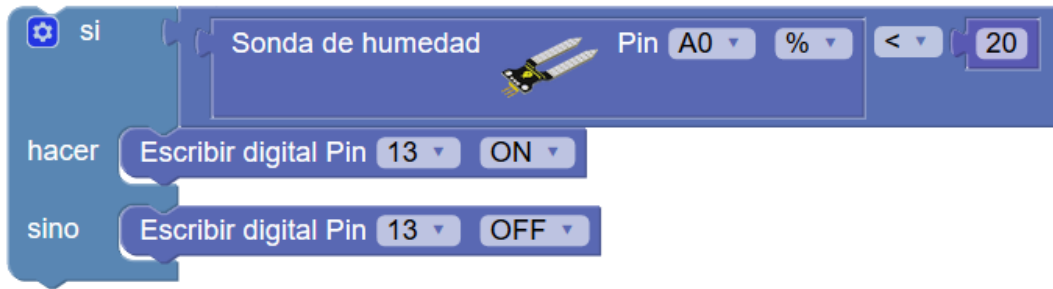 si Sonda de humedad Pin A0 % < 20
hacer Escribir digital Pin 13 ON
sino Escribir digital Pin 13 OFF